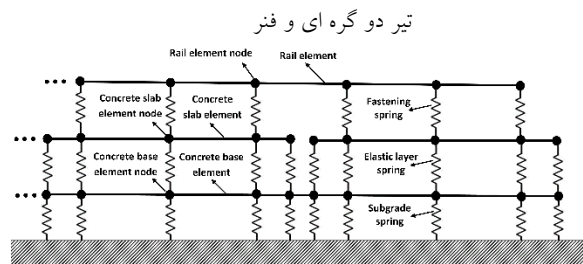 تیر دو گره ای و فنر
Rail element node
Rail element
Concrete slab
element node
Concrete
slab element
Fastening
spring
Concrete base
element node
Concrete base
element
Elastic layer
spring
Subgrade
spring